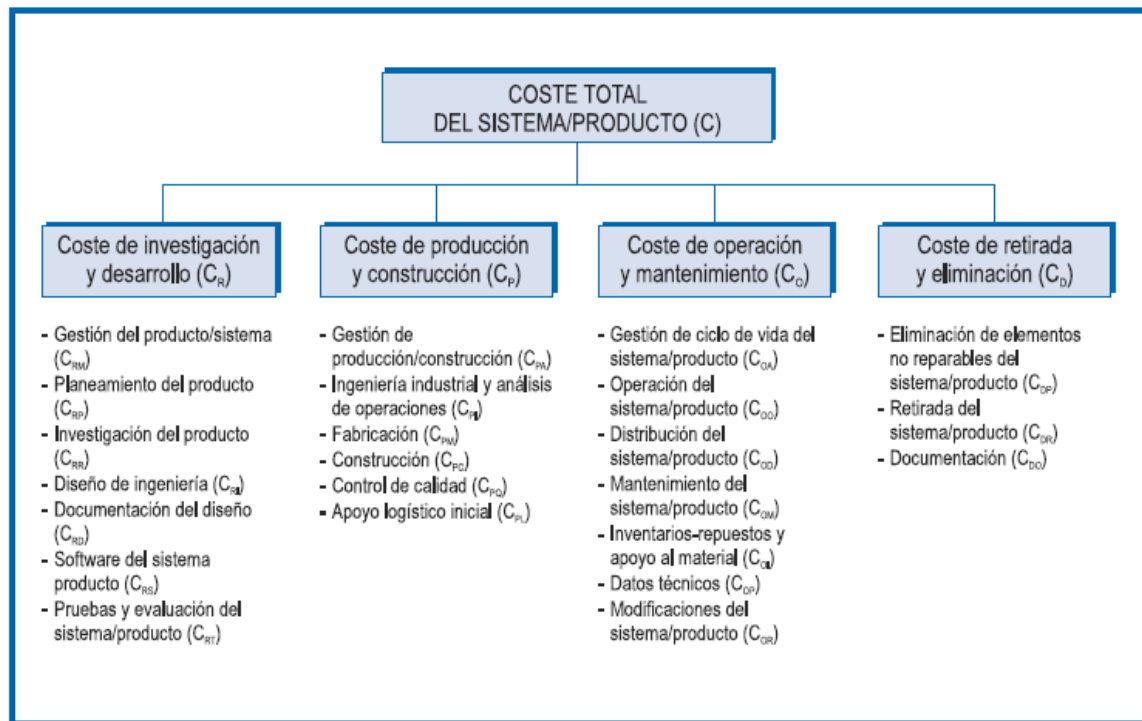 COSTE TOTAL
DEL SISTEMA/PRODUCTO (C)
Coste de investigación
y desarrollo (C_R)
- Gestión del producto/sistema
(C_RM)
- Planeamiento del producto
(C_RP)
- Investigación del producto
(C_RR)
- Diseño de ingeniería (C_RI)
- Documentación del diseño
(C_RD)
- Software del sistema
producto (C_RS)
- Pruebas y evaluación del
sistema/producto (C_RT)
Coste de producción
y construcción (C_P)
- Gestión de
producción/construcción (C_PA)
- Ingeniería industrial y análisis
de operaciones (C_PI)
- Fabricación (C_PM)
- Construcción (C_PC)
- Control de calidad (C_PQ)
- Apoyo logístico inicial (C_PL)
Coste de operación
y mantenimiento (C_O)
- Gestión de ciclo de vida del
sistema/producto (C_OA)
- Operación del
sistema/producto (C_OO)
- Distribución del
sistema/producto (C_OD)
- Mantenimiento del
sistema/producto (C_OM)
- Inventarios-repuestos y
apoyo al material (C_OI)
- Datos técnicos (C_OP)
- Modificaciones del
sistema/producto (C_OR)
Coste de retirada
y eliminación (C_D)
- Eliminación de elementos
no reparables del
sistema/producto (C_DP)
- Retirada del
sistema/producto (C_DR)
- Documentación (C_DO)